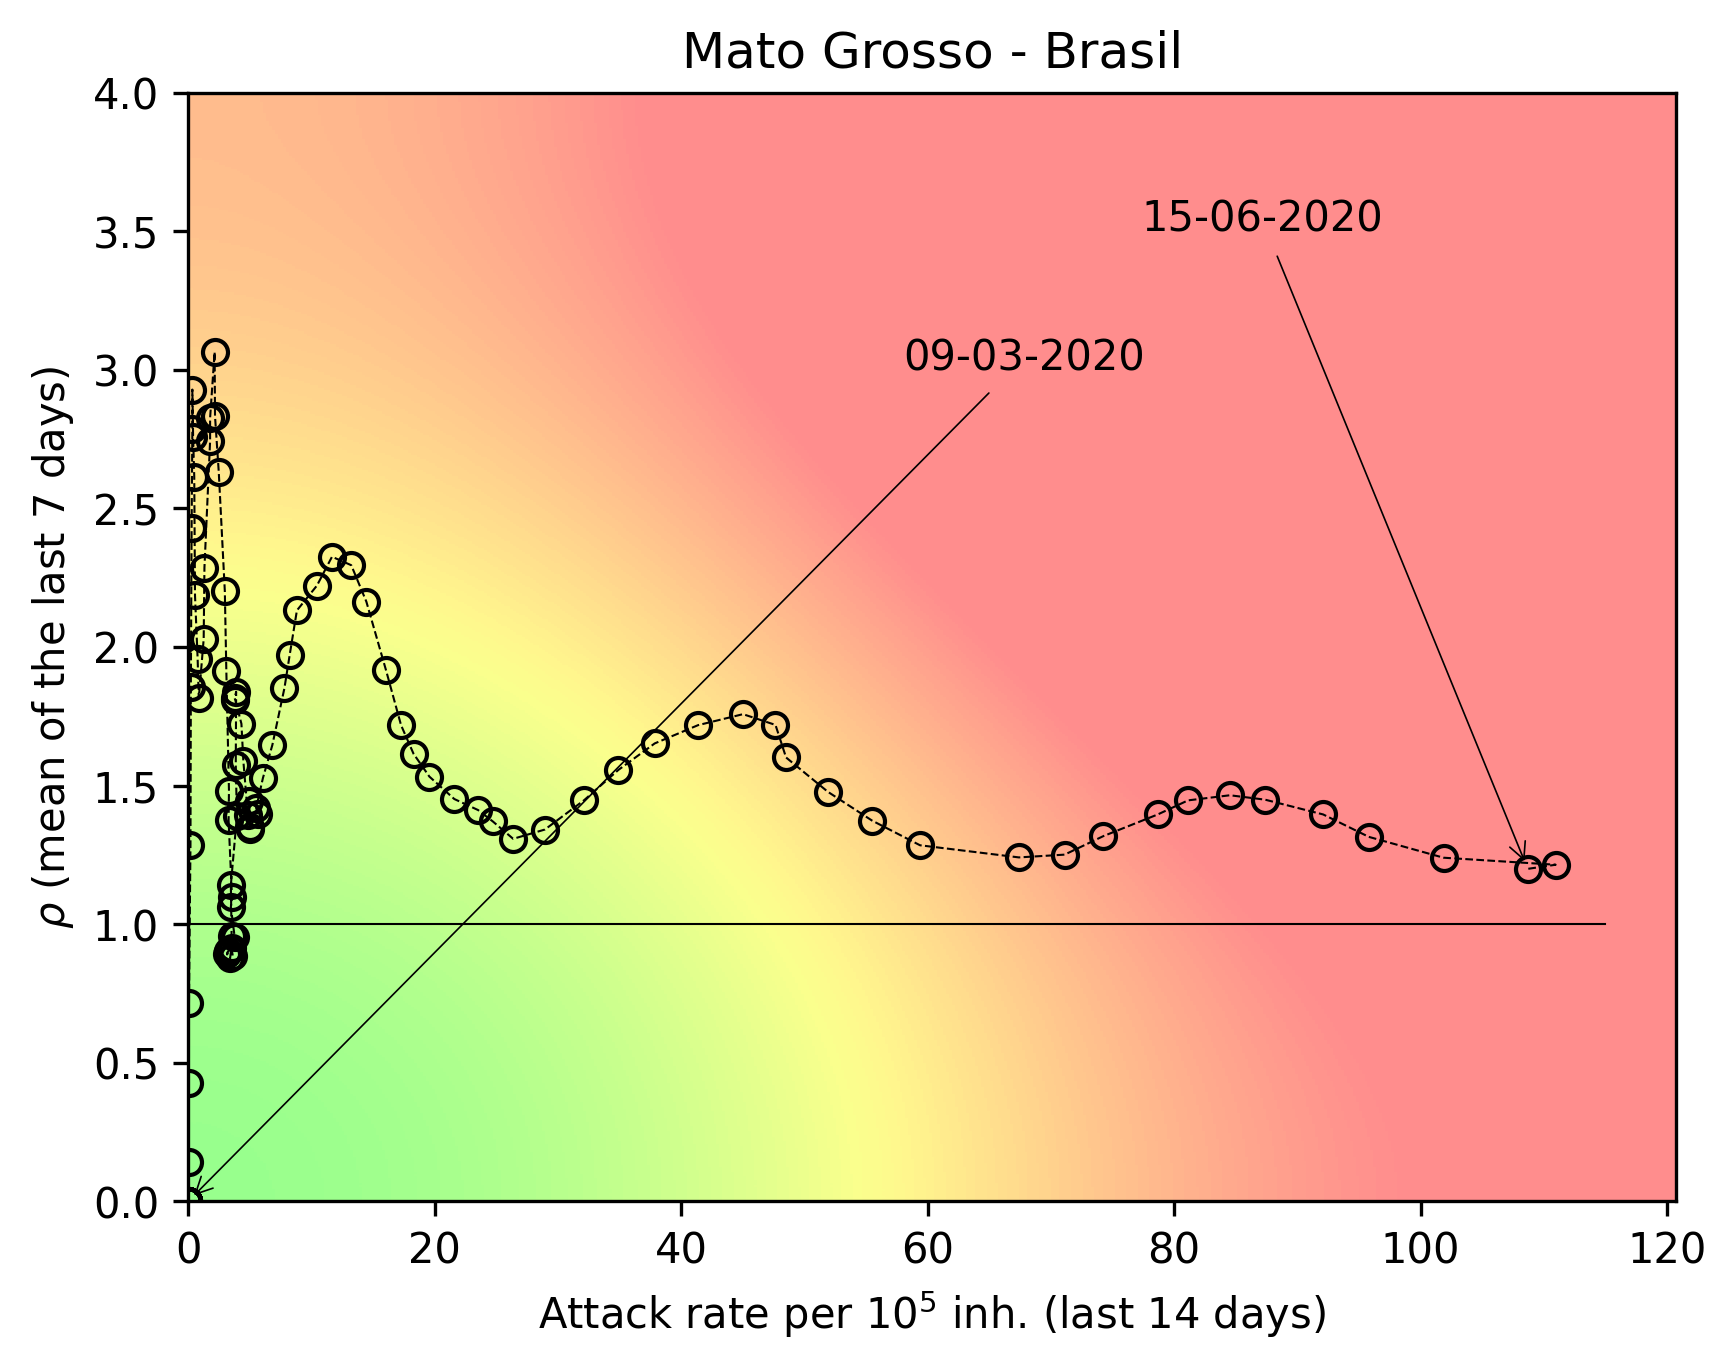 Mato Grosso - Brasil
4.0
3.5
3.0
2.5
2.0
1.5
1.0
0.5
0.0
ρ (mean of the last 7 days)
15-06-2020
09-03-2020
0 20 40 60 80 100 120
Attack rate per 10⁵ inh. (last 14 days)